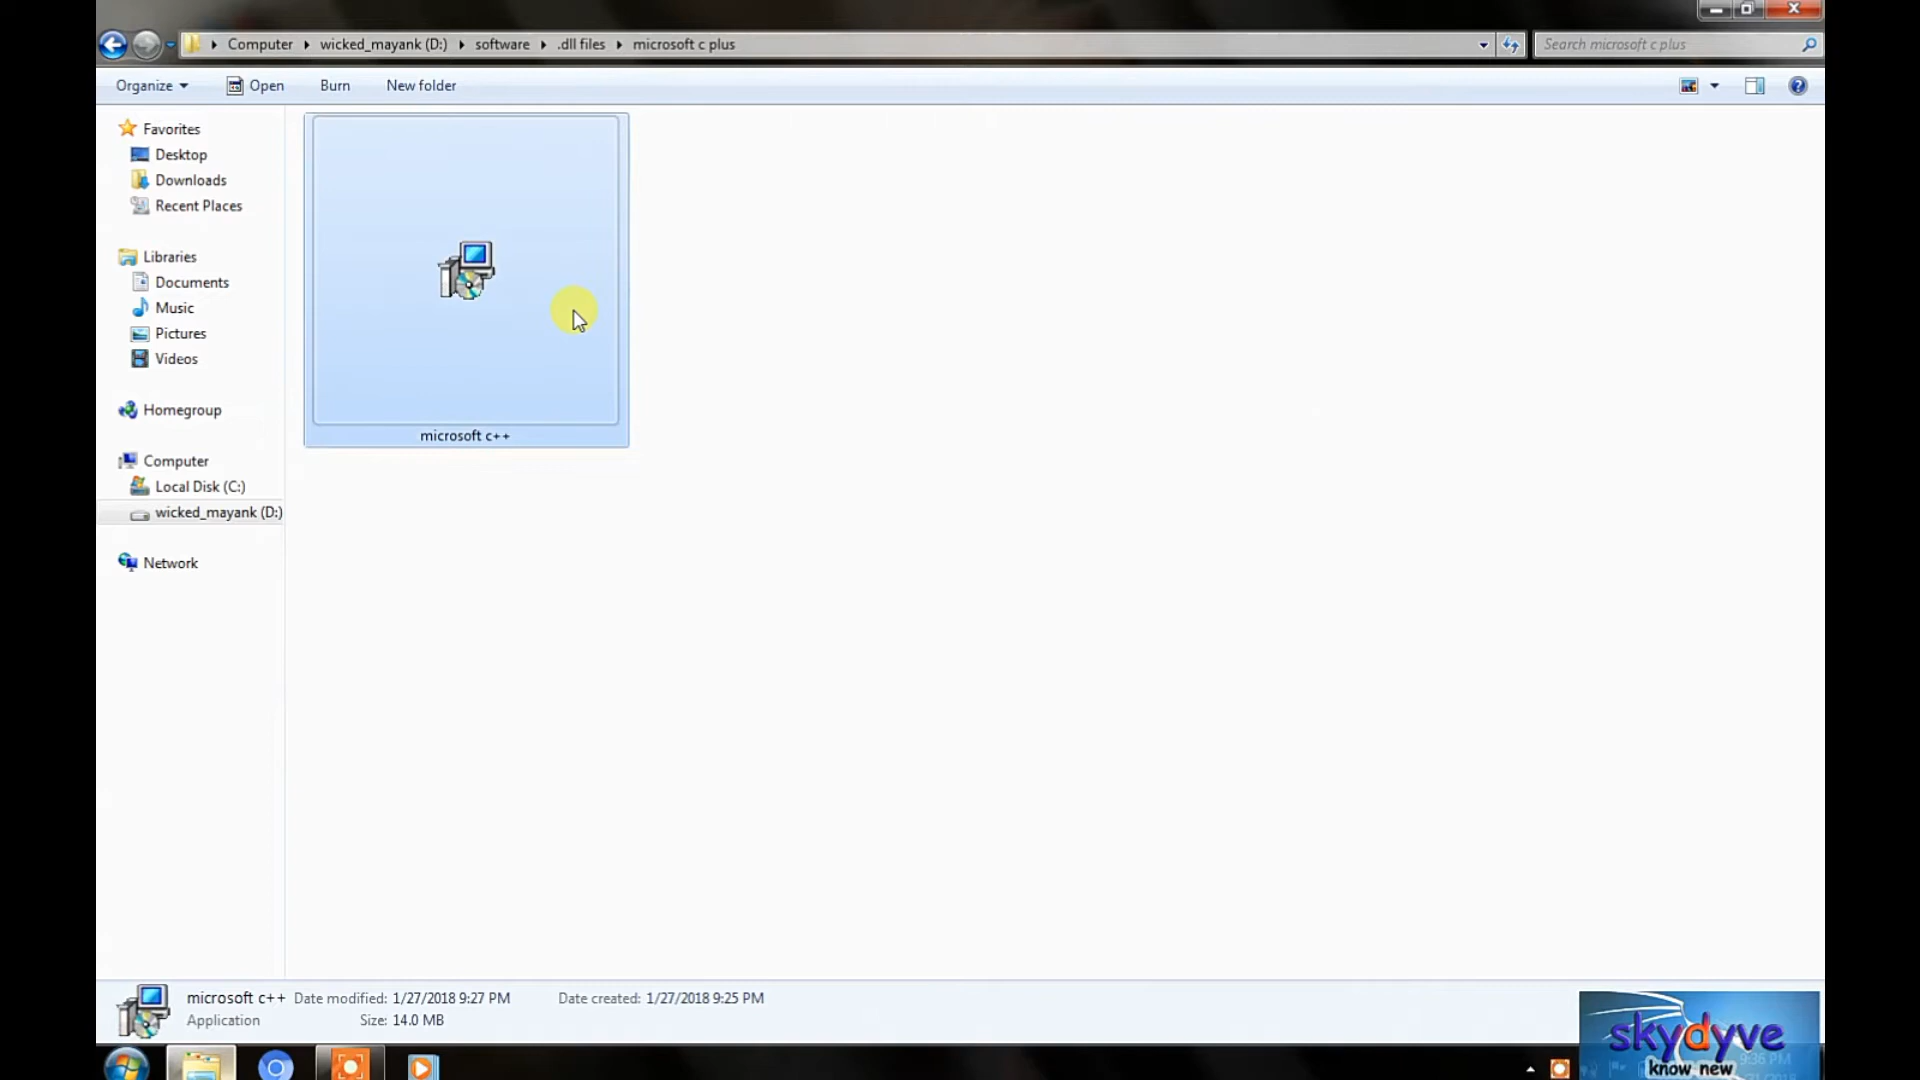 Computer wicked_mayank (D:) software .dll files microsoft c plus
Search microsoft c plus
Organize Open Burn New folder
Favorites
Desktop
Downloads
Recent Places
Libraries
Documents
Music
Pictures
Videos
Homegroup
Computer
Local Disk (C:)
wicked_mayank (D:)
Network
microsoft c++
microsoft c++ Date modified: 1/27/2018 9:27 PM Date created: 1/27/2018 9:25 PM
Application Size: 14.0 MB
skydyve
know new
9:36 PM